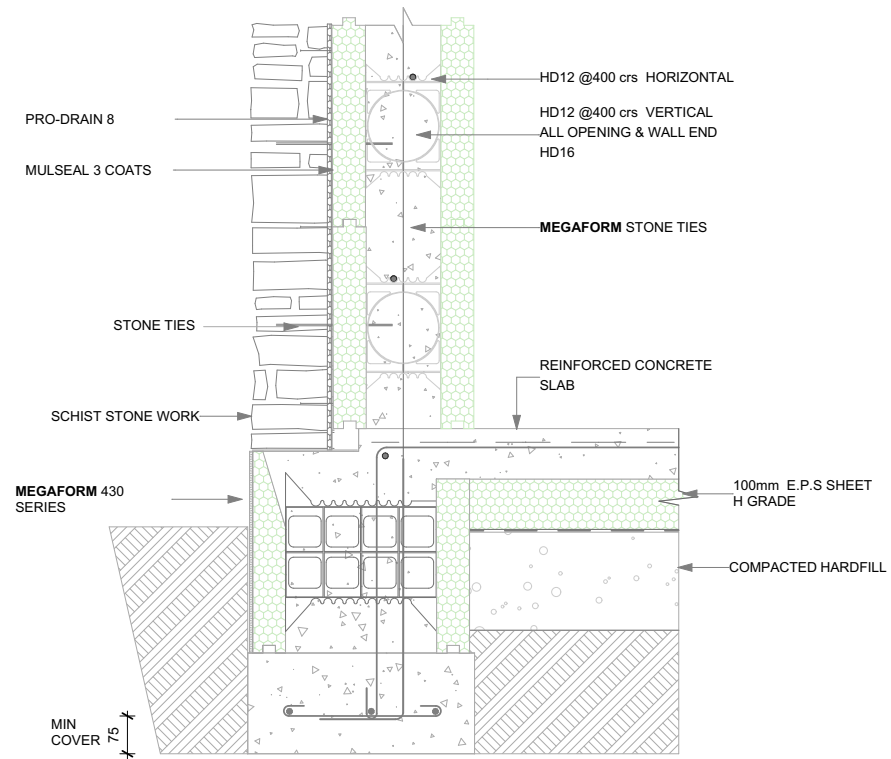 PRO-DRAIN 8
MULSEAL 3 COATS
STONE TIES
SCHIST STONE WORK
MEGAFORM 430
SERIES
MIN
COVER
75
HD12 @400 crs HORIZONTAL
HD12 @400 crs VERTICAL
ALL OPENING & WALL END
HD16
MEGAFORM STONE TIES
REINFORCED CONCRETE
SLAB
100mm E.P.S SHEET
H GRADE
COMPACTED HARDFILL